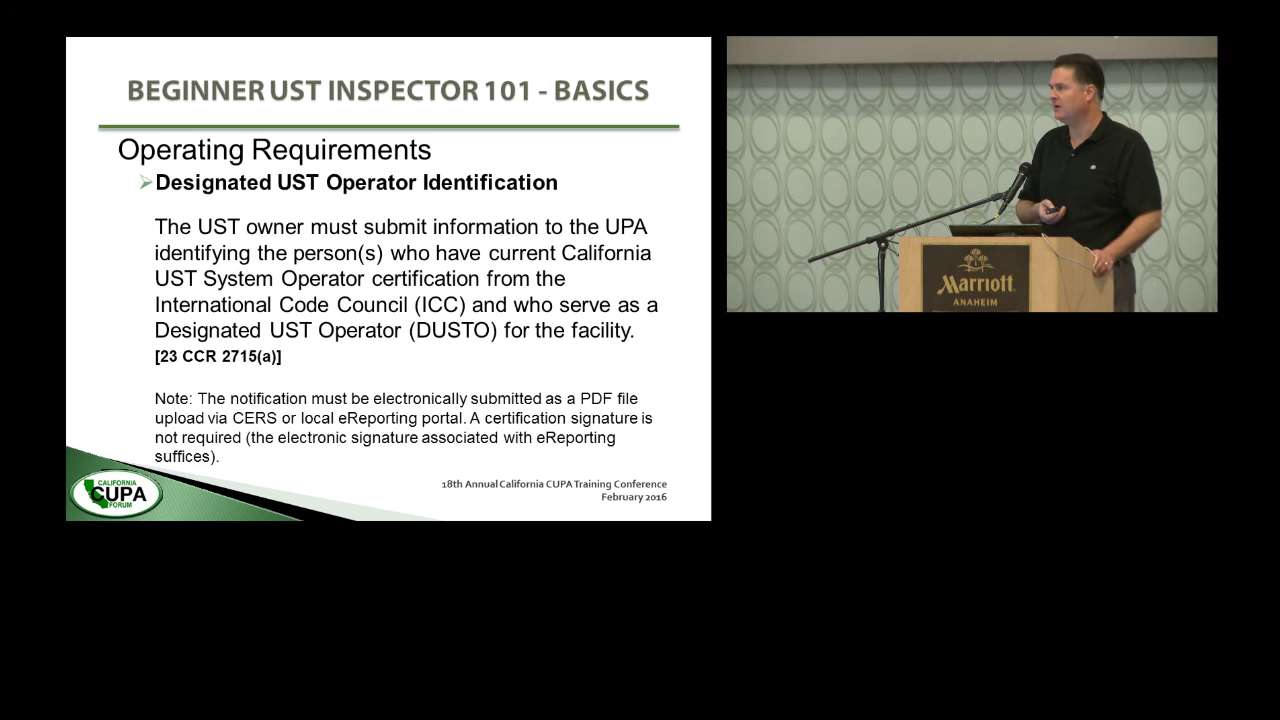 BEGINNER UST INSPECTOR 101 - BASICS
Operating Requirements
Designated UST Operator Identification
The UST owner must submit information to the UPA
identifying the person(s) who have current California
UST System Operator certification from the
International Code Council (ICC) and who serve as a
Designated UST Operator (DUSTO) for the facility.
[23 CCR 2715(a)]
Note: The notification must be electronically submitted as a PDF file
upload via CERS or local eReporting portal. A certification signature is
not required (the electronic signature associated with eReporting
suffices).
18th Annual California CUPA Training Conference
February 2016
CALIFORNIA
CUPA
FORUM
Marriott
ANAHEIM